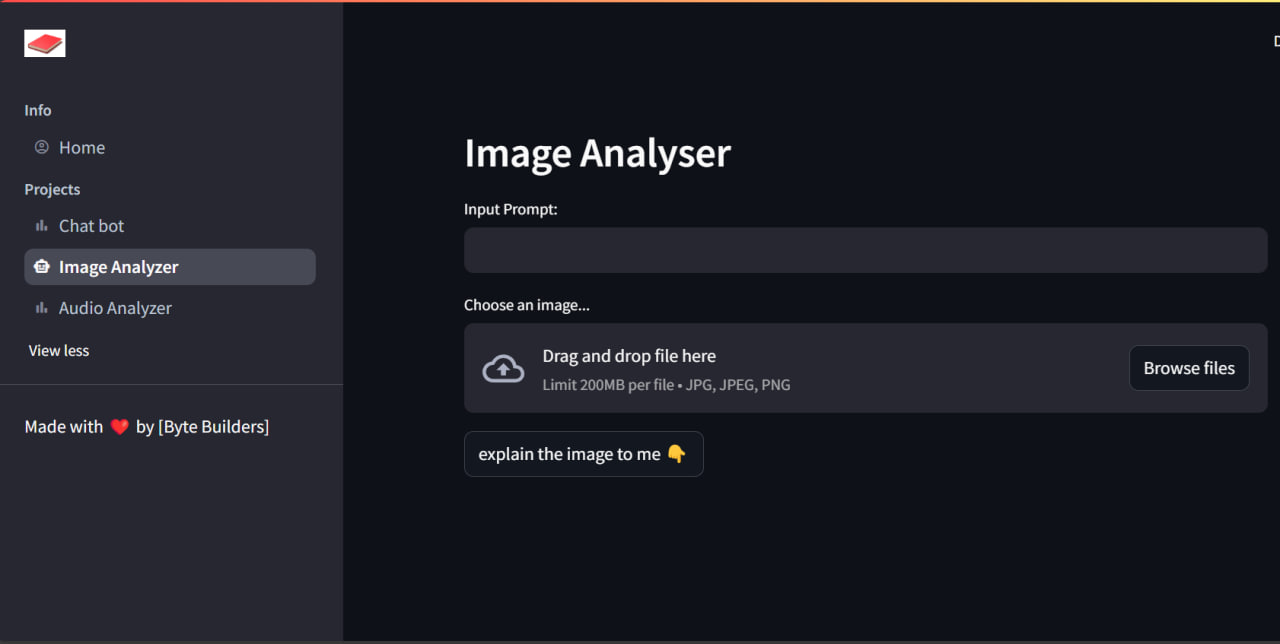 Info
Home
Projects
Chat bot
Image Analyzer
Audio Analyzer
View less
Made with ❤️ by [Byte Builders]
Image Analyser
Input Prompt:
Choose an image...
Drag and drop file here
Limit 200MB per file • JPG, JPEG, PNG
Browse files
explain the image to me 👇